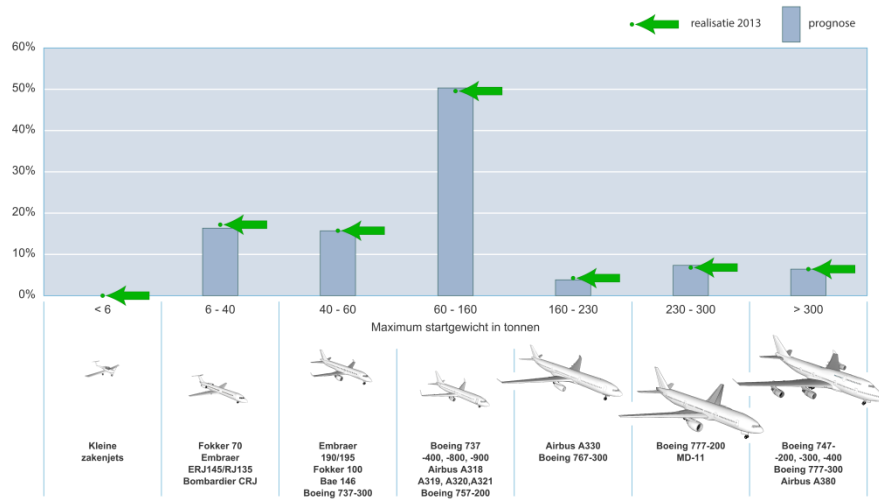 realisatie 2013
prognose
60%
50%
40%
30%
20%
10%
0%
< 6
6 - 40
40 - 60
60 - 160
160 - 230
230 - 300
> 300
Maximum startgewicht in tonnen
Kleine
zakenjets
Fokker 70
Embraer
ERJ145/RJ135
Bombardier CRJ
Embraer
190/195
Fokker 100
Bae 146
Boeing 737-300
Boeing 737
-400, -800, -900
Airbus A318
A319, A320,A321
Boeing 757-200
Airbus A330
Boeing 767-300
Boeing 777-200
MD-11
Boeing 747-
-200, -300, -400
Boeing 777-300
Airbus A380